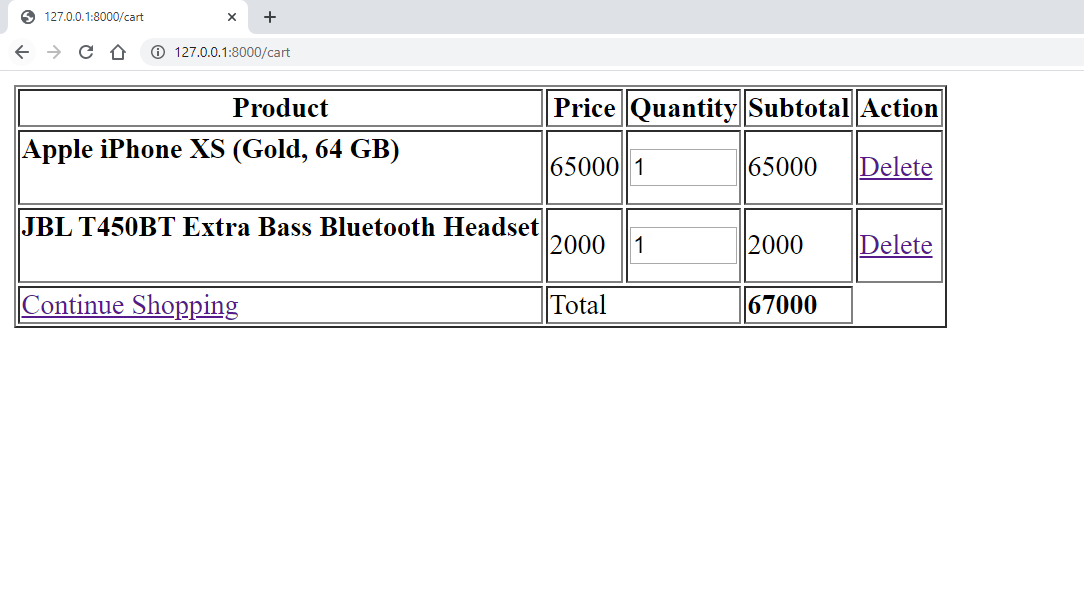 127.0.0.1:8000/cart
127.0.0.1:8000/cart
Product Price Quantity Subtotal Action
Apple iPhone XS (Gold, 64 GB) 65000 1 65000 Delete
JBL T450BT Extra Bass Bluetooth Headset 2000 1 2000 Delete
Continue Shopping Total 67000